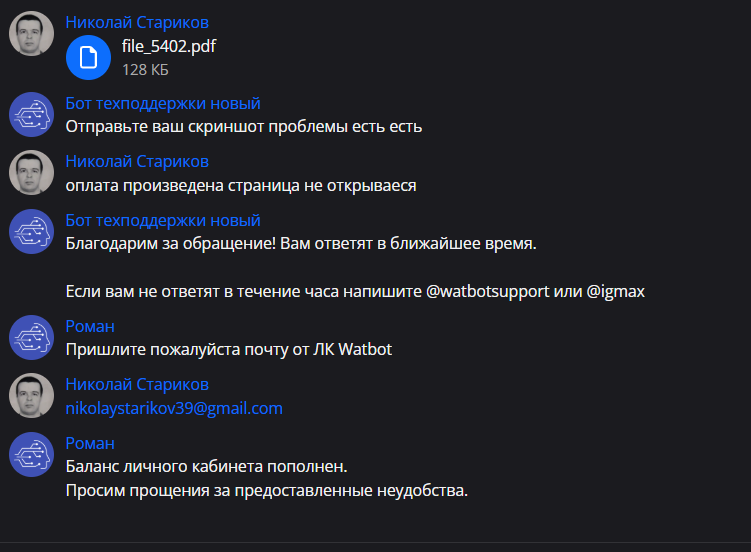 Николай Стариков
file_5402.pdf
128 КБ
Бот техподдержки новый
Отправьте ваш скриншот проблемы есть есть
Николай Стариков
оплата произведена страница не открываеся
Бот техподдержки новый
Благодарим за обращение! Вам ответят в ближайшее время.
Если вам не ответят в течение часа напишите @watbotsupport или @igmax
Роман
Пришлите пожалуйста почту от ЛК Watbot
Николай Стариков
nikolaystarikov39@gmail.com
Роман
Баланс личного кабинета пополнен.
Просим прощения за предоставленные неудобства.